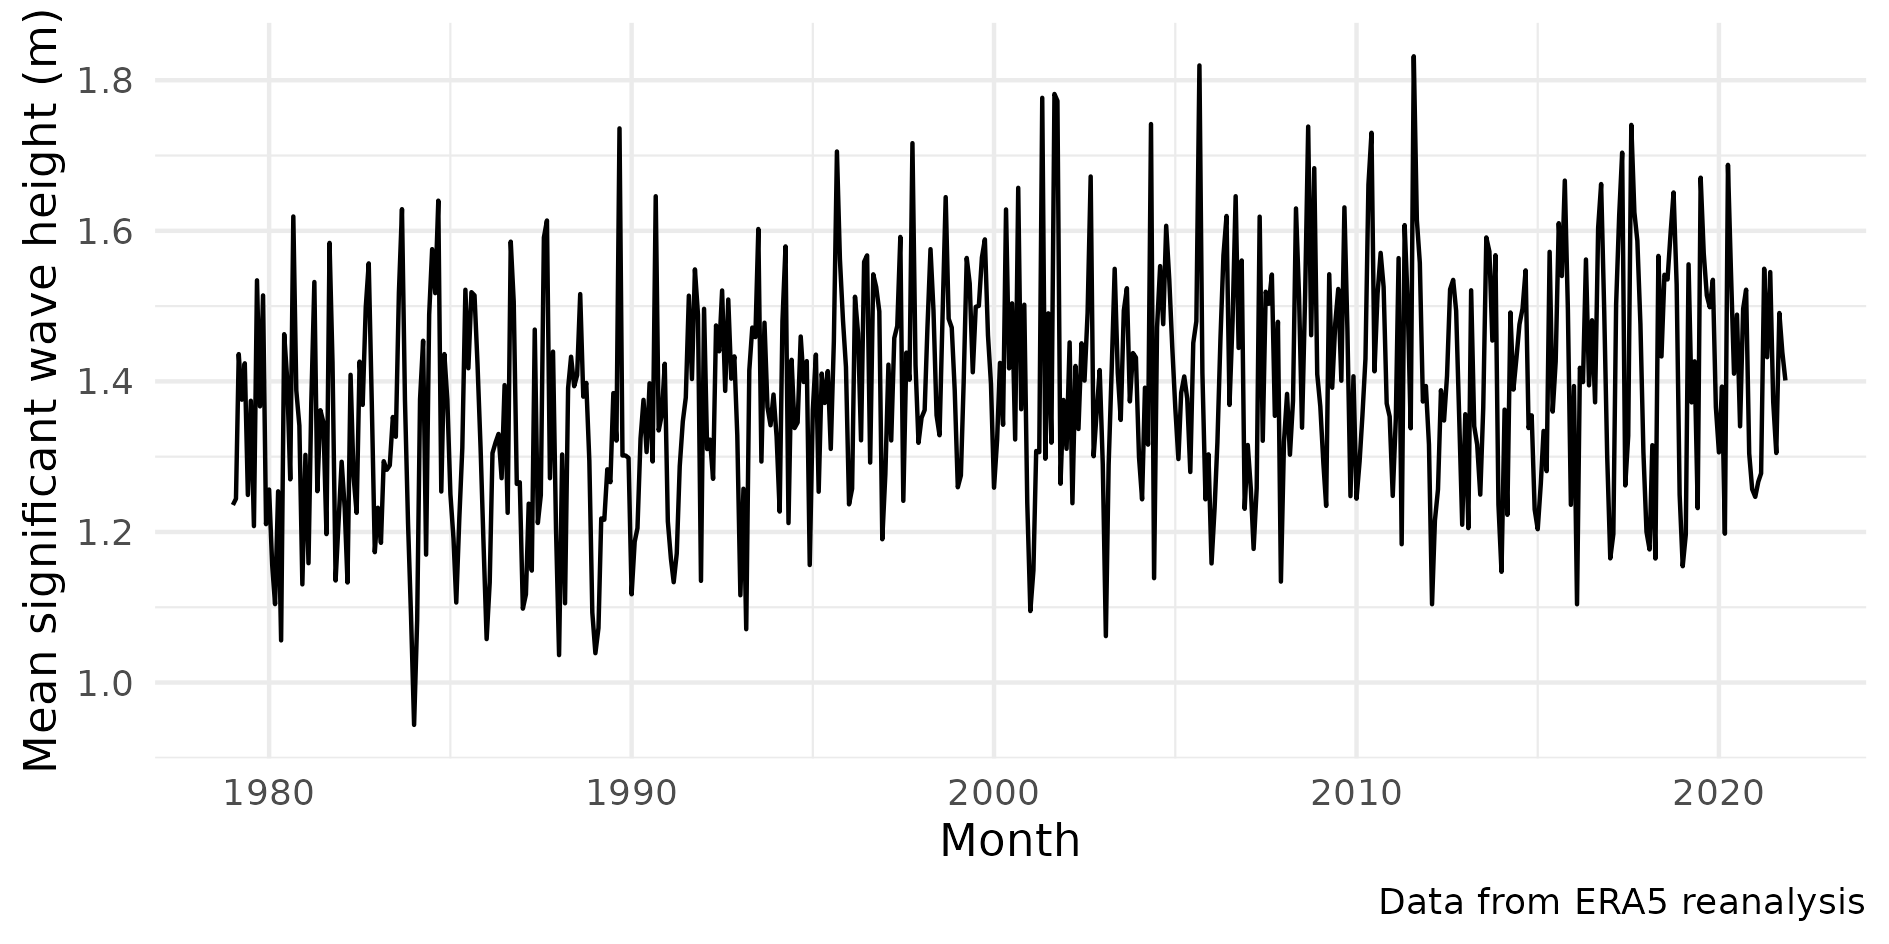 Mean significant wave height (m)
1.8
1.6
1.4
1.2
1.0
1980 1990 2000 2010 2020
Month
Data from ERA5 reanalysis